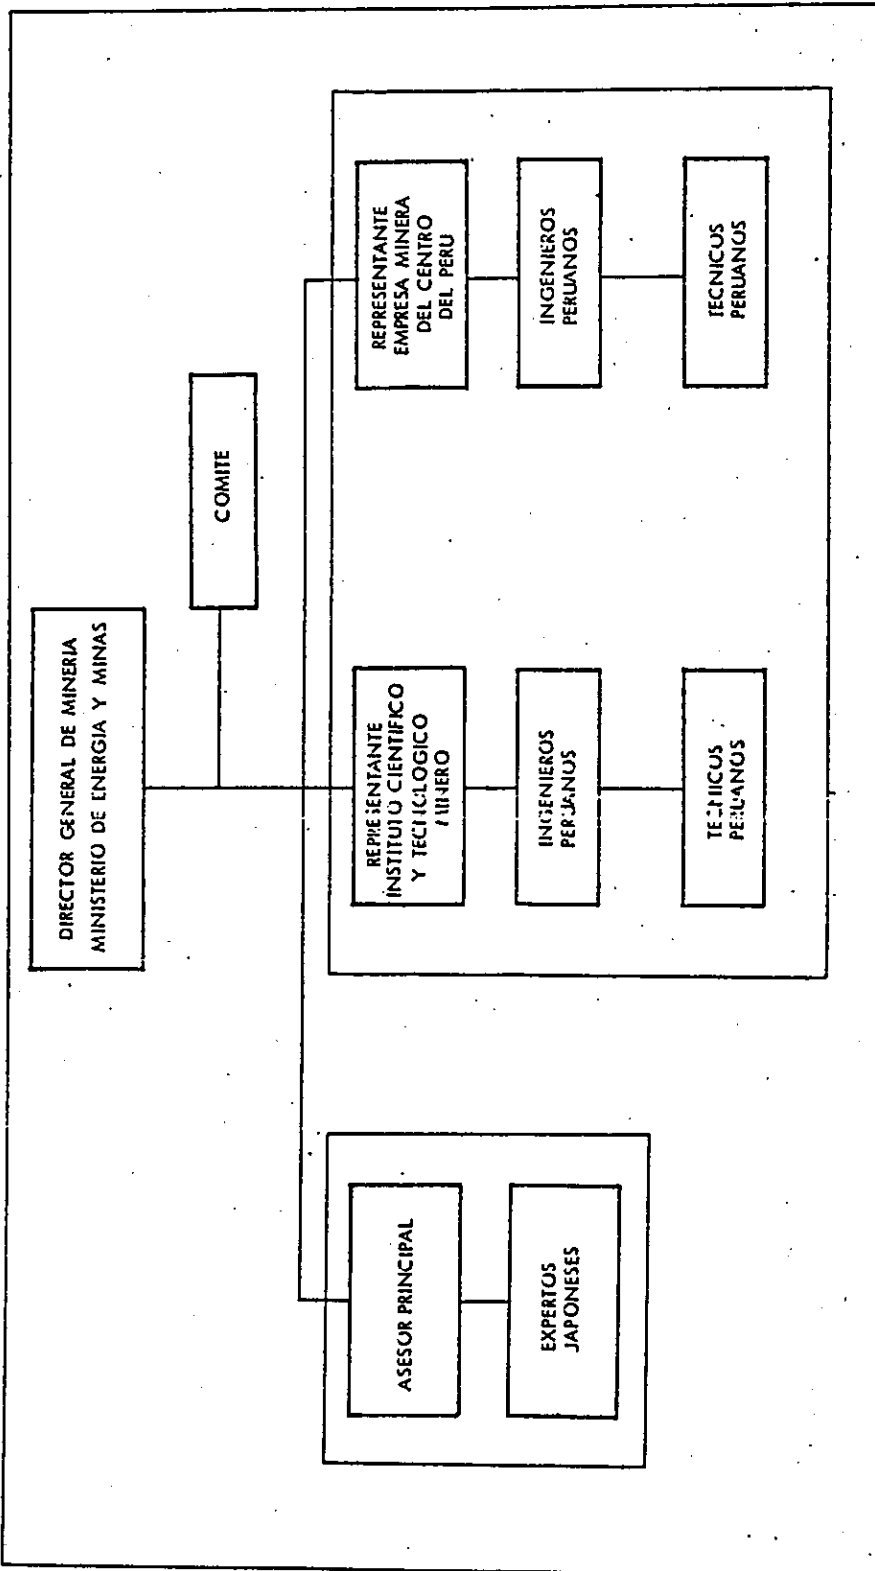 DIRECTOR GENERAL DE MINERIA
MINISTERIO DE ENERGIA Y MINAS
COMITE
ASESOR PRINCIPAL
EXPERTOS
JAPONESES
REPRESENTANTE
INSTITUTO CIENTIFICO
Y TECNOLOGICO
MINERO
INGENIEROS
PERUANOS
TECNICOS
PERUANOS
REPRESENTANTE
EMPRESA MINERA
DEL CENTRO
DEL PERU
INGENIEROS
PERUANOS
TECNICOS
PERUANOS